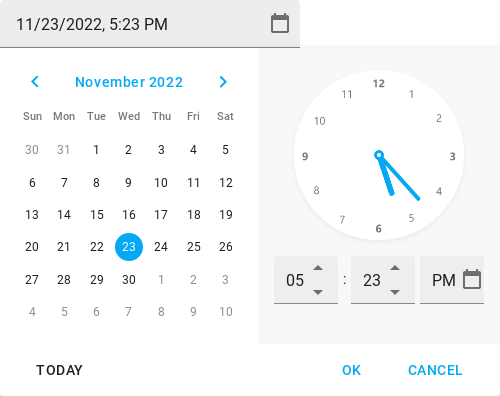 11/23/2022, 5:23 PM
November 2022
Sun Mon Tue Wed Thu Fri Sat
30 31 1 2 3 4 5
6 7 8 9 10 11 12
13 14 15 16 17 18 19
20 21 22 23 24 25 26
27 28 29 30 1 2 3
4 5 6 7 8 9 10
12
11 1
10 2
9 3
8 4
7 5
6
05 : 23 PM
TODAY OK CANCEL